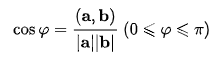 cos φ = (a, b) / |a||b| (0 ⩽ φ ⩽ π)